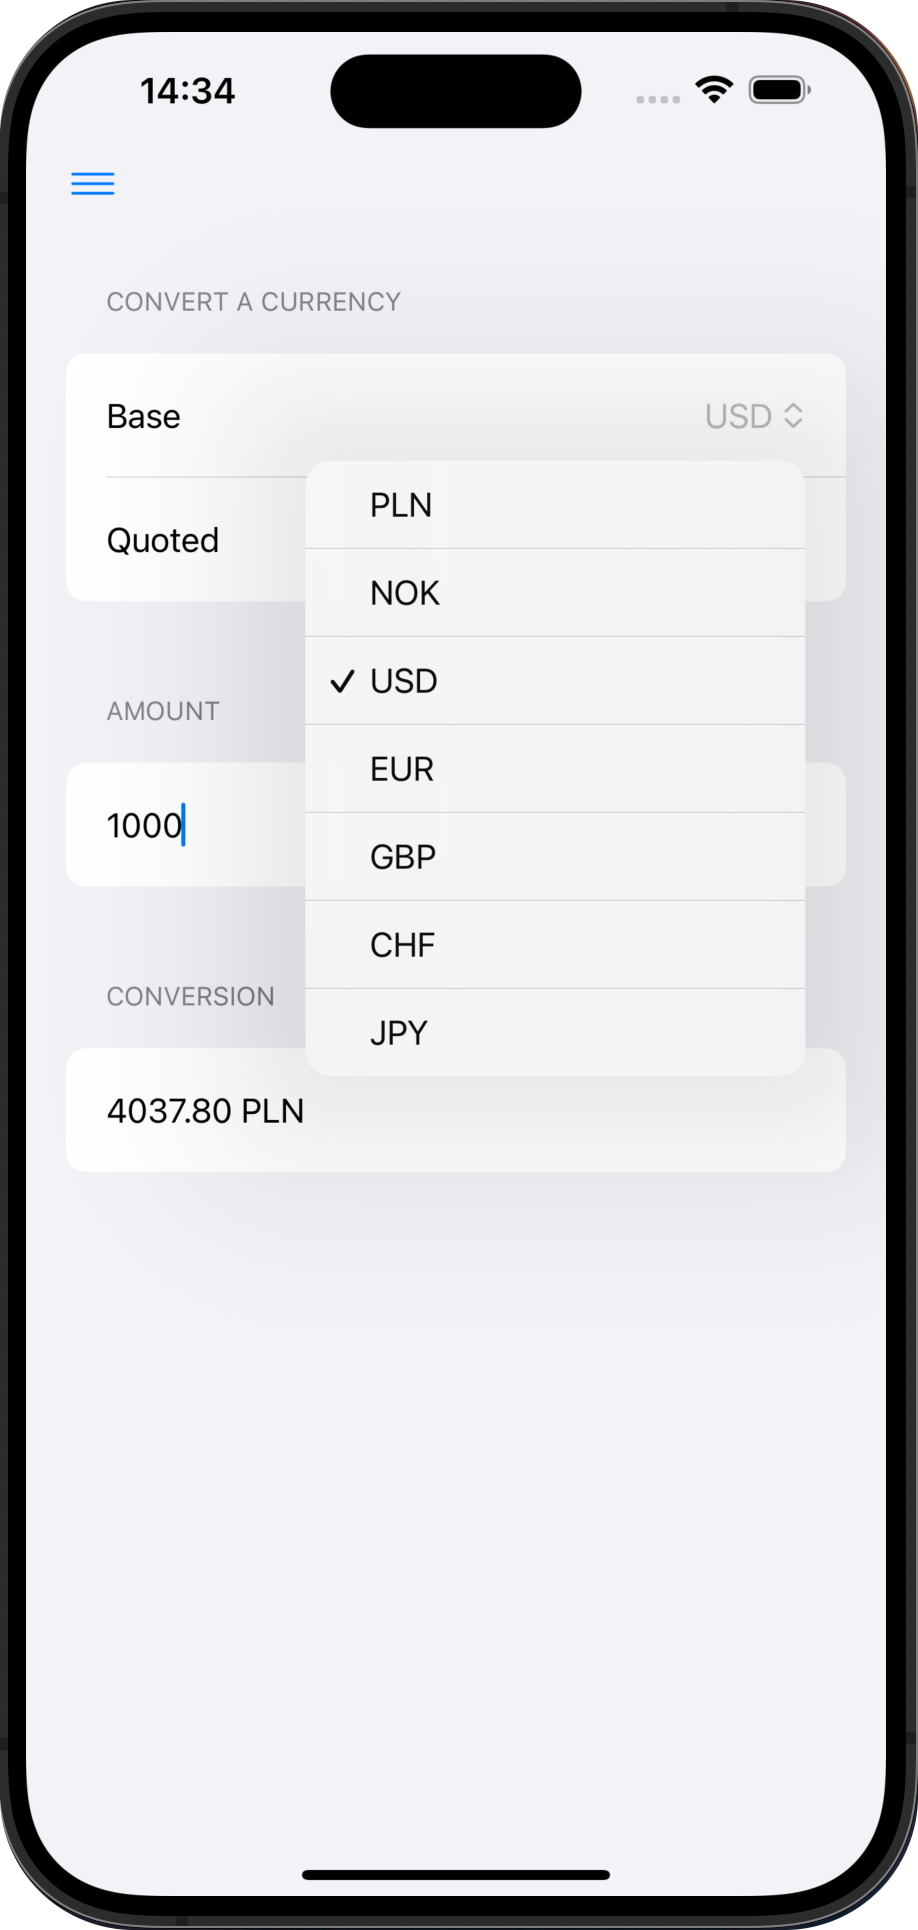 14:34
CONVERT A CURRENCY
Base USD
PLN
Quoted
NOK
USD
AMOUNT
EUR
1000
GBP
CHF
CONVERSION
JPY
4037.80 PLN